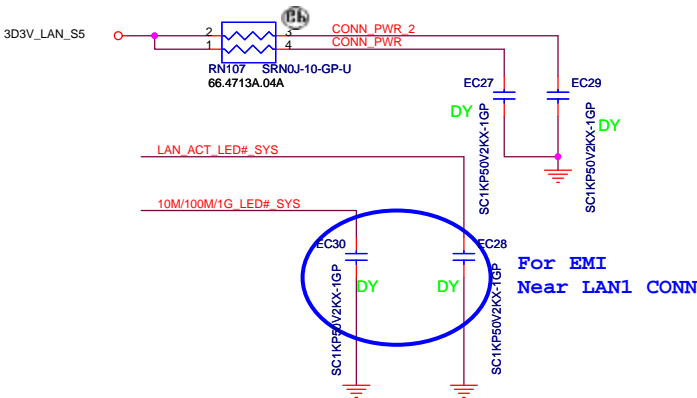 3D3V_LAN_S5
2
1
3
4
CONN_PWR_2
CONN_PWR
RN107 SRN0J-10-GP-U
66.4713A.04A
EC27
EC29
DY
DY
SC1KP50V2KX-1GP
SC1KP50V2KX-1GP
LAN_ACT_LED#_SYS
10M/100M/1G_LED#_SYS
EC30
EC28
DY
DY
SC1KP50V2KX-1GP
SC1KP50V2KX-1GP
For EMI
Near LAN1 CONN